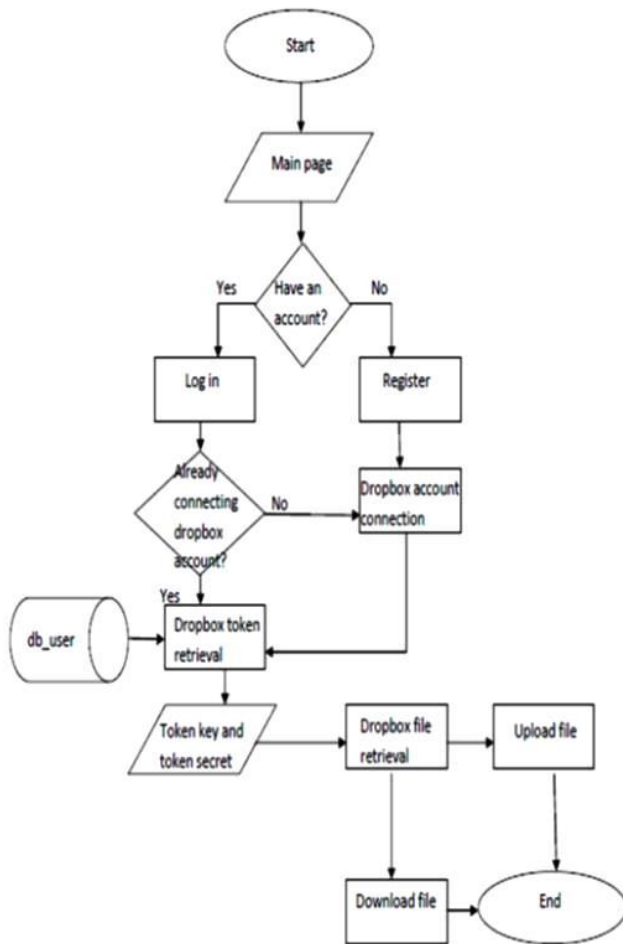 Start
Main page
Have an
account?
Yes
No
Log in
Register
Already
connecting
dropbox
account?
No
Dropbox account
connection
Yes
db_user
Dropbox token
retrieval
Token key and
token secret
Dropbox file
retrieval
Upload file
Download file
End